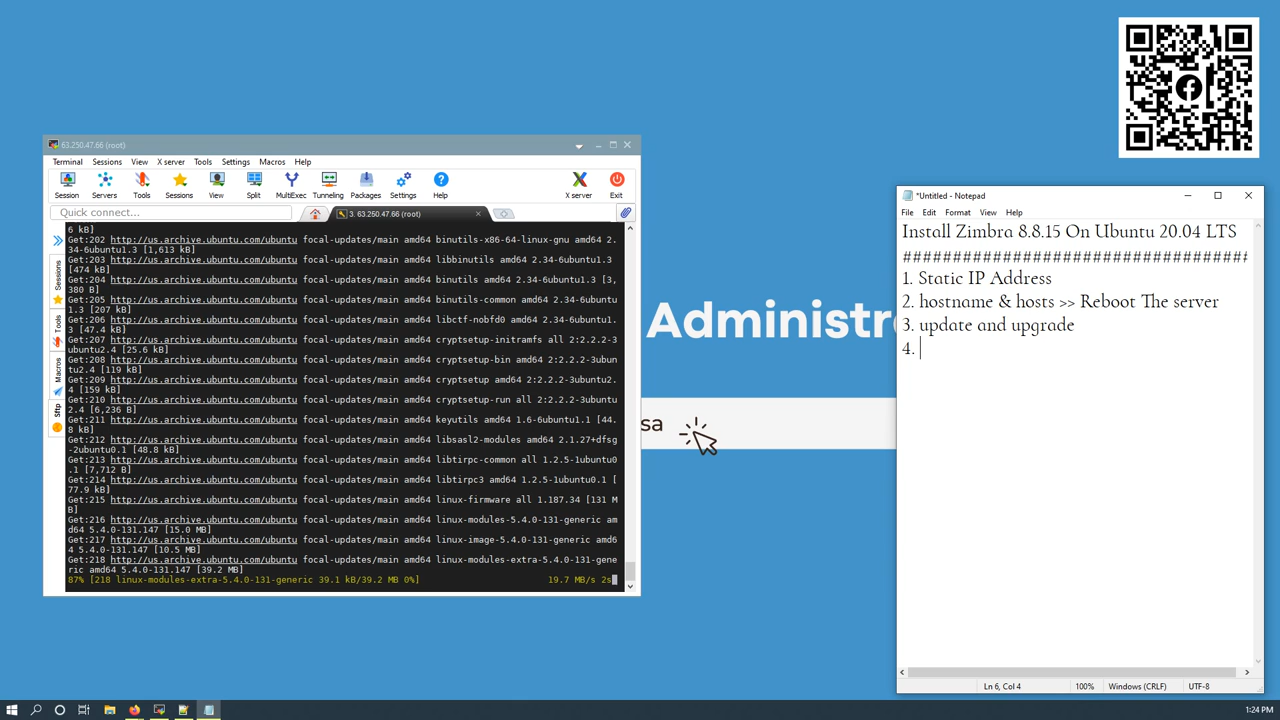 63.250.47.66 (root)
Terminal Sessions View X server Tools Settings Macros Help
Session Servers Tools Sessions View Split MultiExec Tunneling Packages Settings Help X server Exit
Quick connect...
3. 63.250.47.66 (root)
Sessions
Tools
Macros
Sftp
6 kB]
Get:202 http://us.archive.ubuntu.com/ubuntu focal-updates/main amd64 binutils-x86-64-linux-gnu amd64 2.
34-6ubuntu1.3 [1,613 kB]
Get:203 http://us.archive.ubuntu.com/ubuntu focal-updates/main amd64 libbinutils amd64 2.34-6ubuntu1.3
[474 kB]
Get:204 http://us.archive.ubuntu.com/ubuntu focal-updates/main amd64 binutils amd64 2.34-6ubuntu1.3 [3,
380 B]
Get:205 http://us.archive.ubuntu.com/ubuntu focal-updates/main amd64 binutils-common amd64 2.34-6ubuntu
1.3 [207 kB]
Get:206 http://us.archive.ubuntu.com/ubuntu focal-updates/main amd64 libctf-nobfd0 amd64 2.34-6ubuntu1.
3 [47.4 kB]
Get:207 http://us.archive.ubuntu.com/ubuntu focal-updates/main amd64 cryptsetup-initramfs all 2:2.2.2-3
ubuntu2.4 [25.6 kB]
Get:208 http://us.archive.ubuntu.com/ubuntu focal-updates/main amd64 cryptsetup-bin amd64 2:2.2.2-3ubun
tu2.4 [119 kB]
Get:209 http://us.archive.ubuntu.com/ubuntu focal-updates/main amd64 cryptsetup amd64 2:2.2.2-3ubuntu2.
4 [159 kB]
Get:210 http://us.archive.ubuntu.com/ubuntu focal-updates/main amd64 cryptsetup-run all 2:2.2.2-3ubuntu
2.4 [6,236 B]
Get:211 http://us.archive.ubuntu.com/ubuntu focal-updates/main amd64 keyutils amd64 1.6-6ubuntu1.1 [44.
8 kB]
Get:212 http://us.archive.ubuntu.com/ubuntu focal-updates/main amd64 libsasl2-modules amd64 2.1.27+dfsg
-2ubuntu0.1 [48.8 kB]
Get:213 http://us.archive.ubuntu.com/ubuntu focal-updates/main amd64 libtirpc-common all 1.2.5-1ubuntu0
.1 [7,712 B]
Get:214 http://us.archive.ubuntu.com/ubuntu focal-updates/main amd64 libtirpc3 amd64 1.2.5-1ubuntu0.1 [
77.9 kB]
Get:215 http://us.archive.ubuntu.com/ubuntu focal-updates/main amd64 linux-firmware all 1.187.34 [131 M
B]
Get:216 http://us.archive.ubuntu.com/ubuntu focal-updates/main amd64 linux-modules-5.4.0-131-generic am
d64 5.4.0-131.147 [15.0 MB]
Get:217 http://us.archive.ubuntu.com/ubuntu focal-updates/main amd64 linux-image-5.4.0-131-generic amd6
4 5.4.0-131.147 [10.5 MB]
Get:218 http://us.archive.ubuntu.com/ubuntu focal-updates/main amd64 linux-modules-extra-5.4.0-131-gene
ric amd64 5.4.0-131.147 [39.2 MB]
87% [218 linux-modules-extra-5.4.0-131-generic 39.1 kB/39.2 MB 0%] 19.7 MB/s 2s
Administr
sa
*Untitled - Notepad
File Edit Format View Help
Install Zimbra 8.8.15 On Ubuntu 20.04 LTS
##################################
1. Static IP Address
2. hostname & hosts >> Reboot The server
3. update and upgrade
4.
Ln 6, Col 4 100% Windows (CRLF) UTF-8
1:24 PM